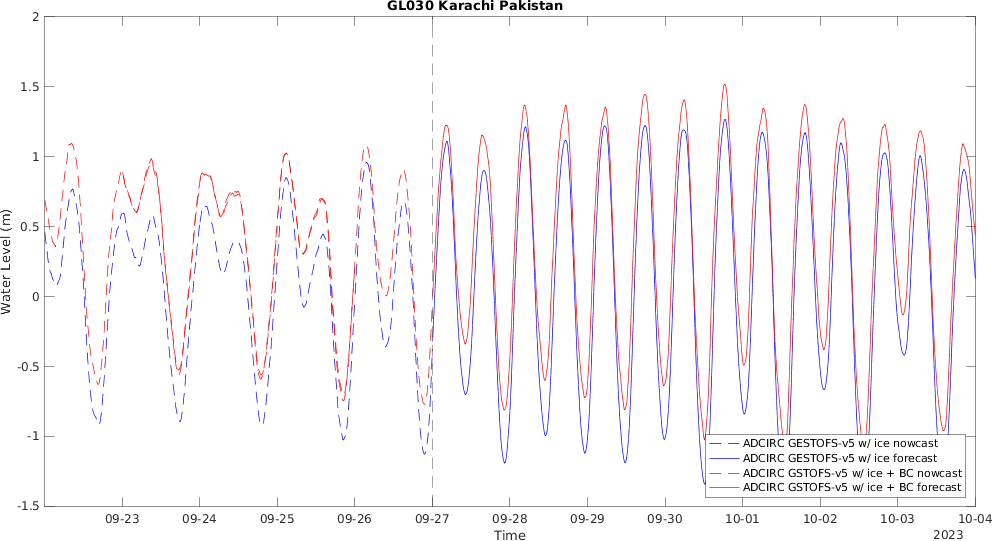 GL030 Karachi Pakistan
2
1.5
1
0.5
0
-0.5
-1
-1.5
Water Level (m)
ADCIRC GESTOFS-v5 w/ ice nowcast
ADCIRC GESTOFS-v5 w/ ice forecast
ADCIRC GSTOFS-v5 w/ ice + BC nowcast
ADCIRC GSTOFS-v5 w/ ice + BC forecast
09-23 09-24 09-25 09-26 09-27 09-28 09-29 09-30 10-01 10-02 10-03 10-04
Time
2023